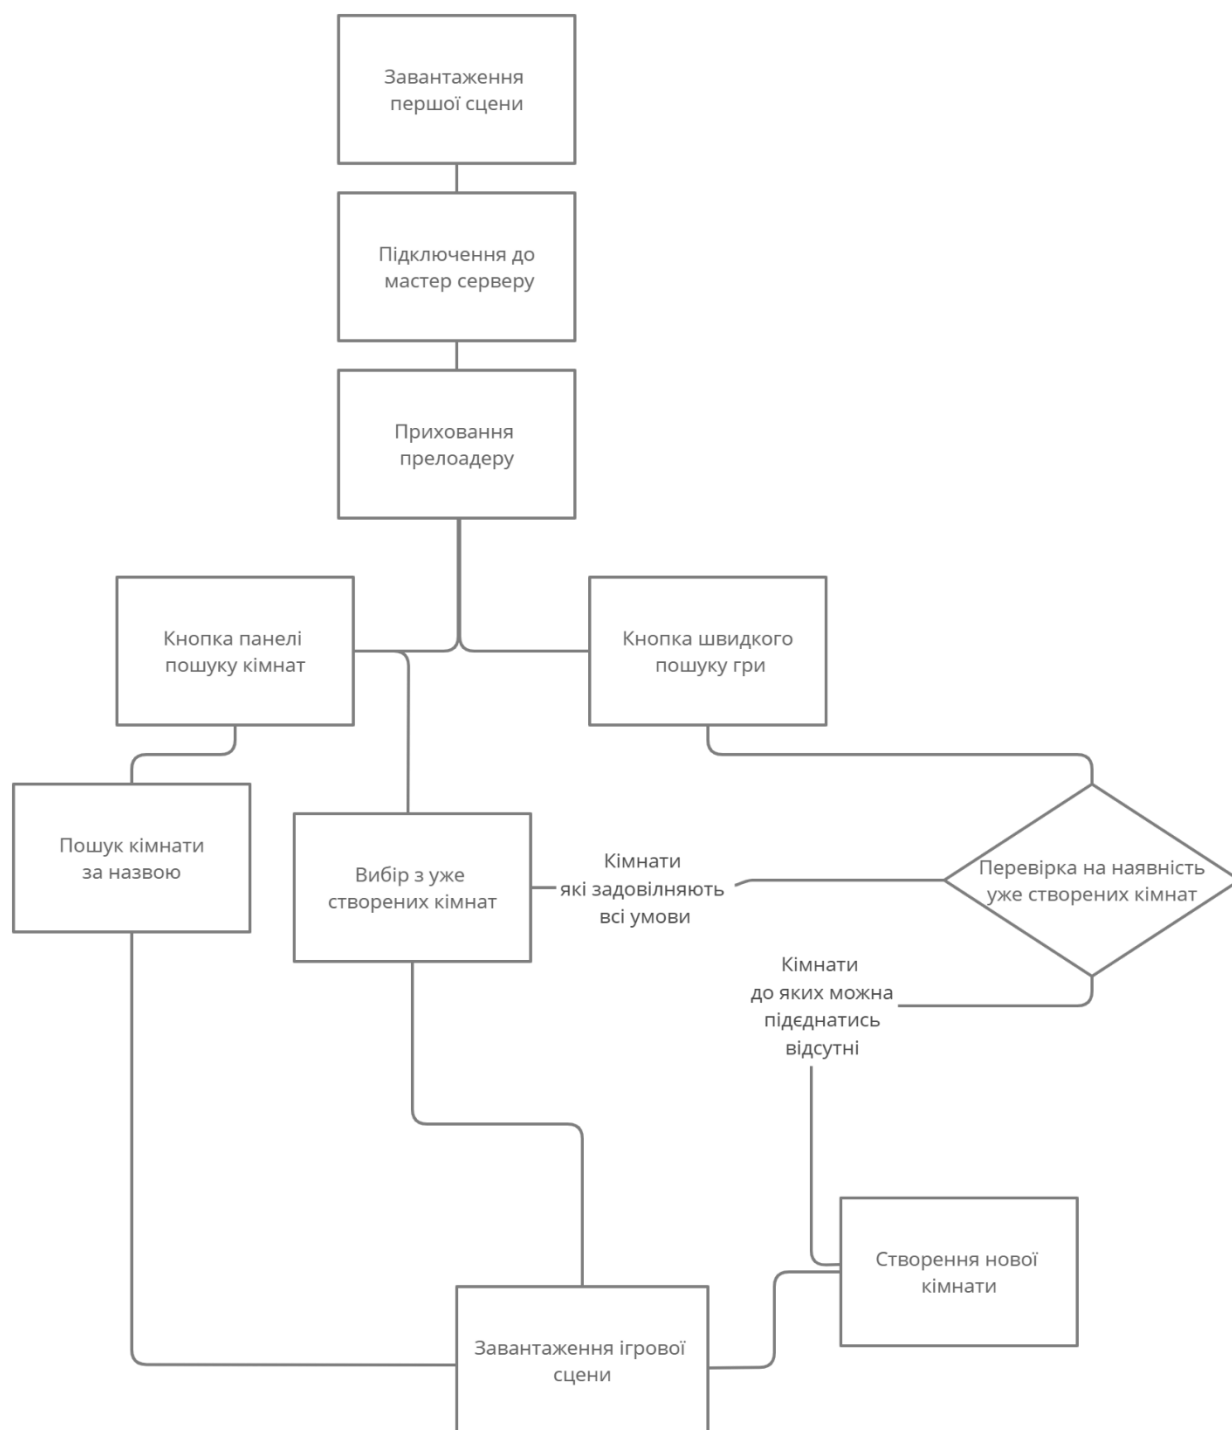 Завантаження
першої сцени
Підключення до
мастер серверу
Приховання
прелоадеру
Кнопка панелі
пошуку кімнат
Кнопка швидкого
пошуку гри
Пошук кімнати
за назвою
Вибір з уже
створених кімнат
Кімнати
які задовілняють
всі умови
Перевірка на наявність
уже створених кімнат
Кімнати
до яких можна
підєднатись
відсутні
Створення нової
кімнати
Завантаження ігрової
сцени